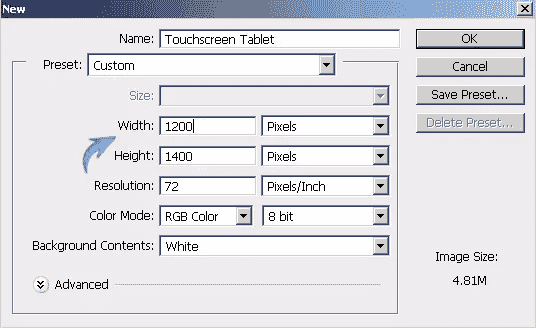 New
Name: Touchscreen Tablet
OK
Preset: Custom
Cancel
Size:
Save Preset...
Width: 1200 Pixels
Delete Preset...
Height: 1400 Pixels
Resolution: 72 Pixels/Inch
Color Mode: RGB Color 8 bit
Background Contents: White
Image Size:
4.81M
Advanced